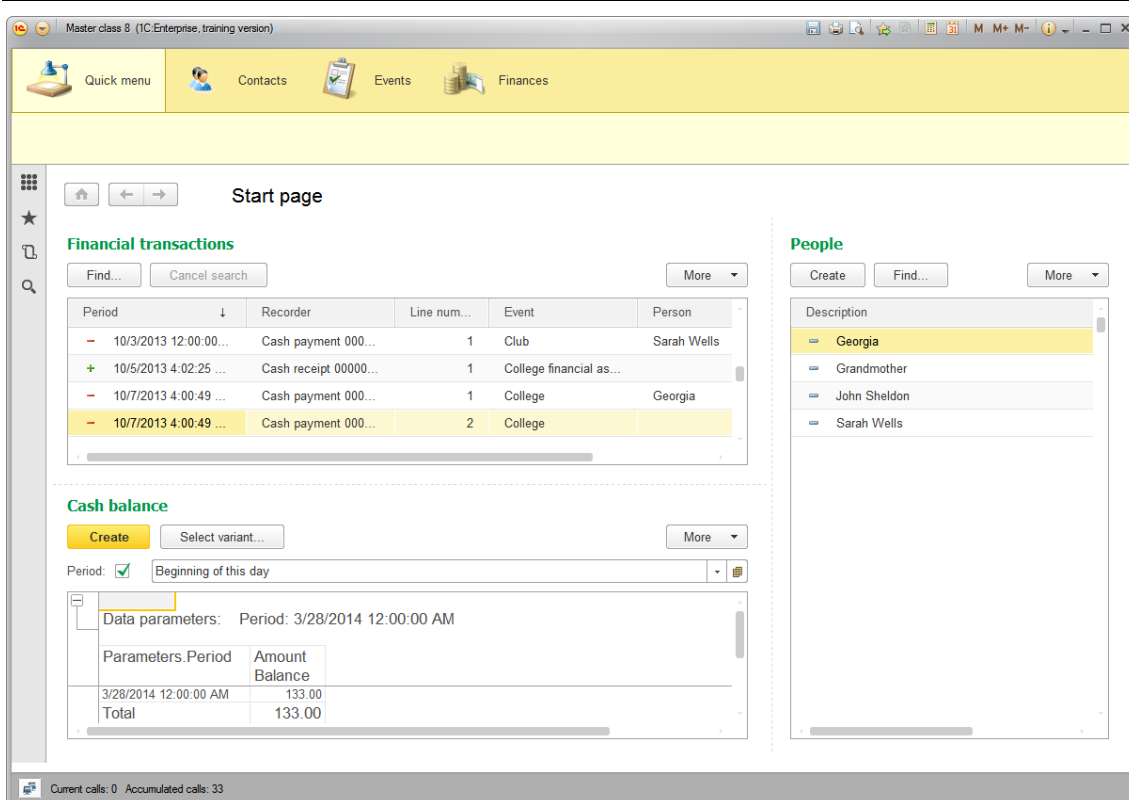 1C Master class 8 (1C:Enterprise, training version) 31 M M+ M- i
Quick menu Contacts Events Finances
Start page
Financial transactions
Find... Cancel search More
Period ↓ Recorder Line num... Event Person
− 10/3/2013 12:00:00... Cash payment 000... 1 Club Sarah Wells
+ 10/5/2013 4:02:25 ... Cash receipt 00000... 1 College financial as...
− 10/7/2013 4:00:49 ... Cash payment 000... 1 College Georgia
− 10/7/2013 4:00:49 ... Cash payment 000... 2 College
Cash balance
Create Select variant... More
Period: Beginning of this day
Data parameters: Period: 3/28/2014 12:00:00 AM
Parameters.Period Amount
Balance
3/28/2014 12:00:00 AM 133.00
Total 133.00
People
Create Find... More
Description
Georgia
Grandmother
John Sheldon
Sarah Wells
Current calls: 0 Accumulated calls: 33